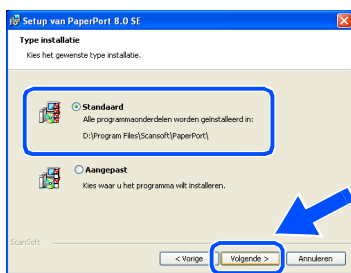 Setup van PaperPort 8.0 SE
Type installatie
Kies het gewenste type installatie.
Standaard
Alle programmaonderdelen worden geïnstalleerd in:
D:\Program Files\Scansoft\PaperPort\
Aangepast
Kies waar u het programma wilt installeren.
ScanSoft
< Vorige Volgende > Annuleren